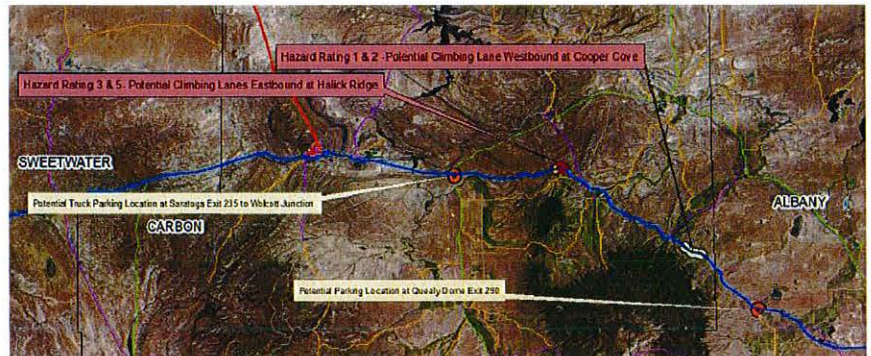 Hazard Rating 1 & 2 -Potential Climbing Lane Westbound at Cooper Cove
Hazard Rating 3 & 5- Potential Climbing Lanes Eastbound at Halick Ridge
SWEETWATER
Potential Truck Parking Location at Saratoga Exit 235 to Wolcott Junction
ALBANY
CARBON
Potential Parking Location at Quealy Dome Exit 290